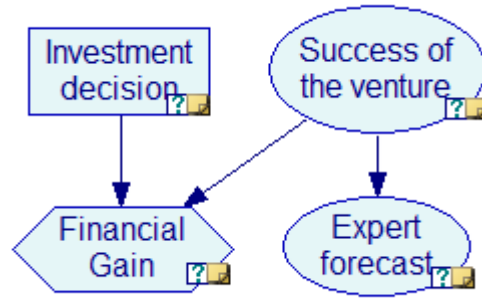 Investment
decision
Success of
the venture
Financial
Gain
Expert
forecast
?
?
?
?